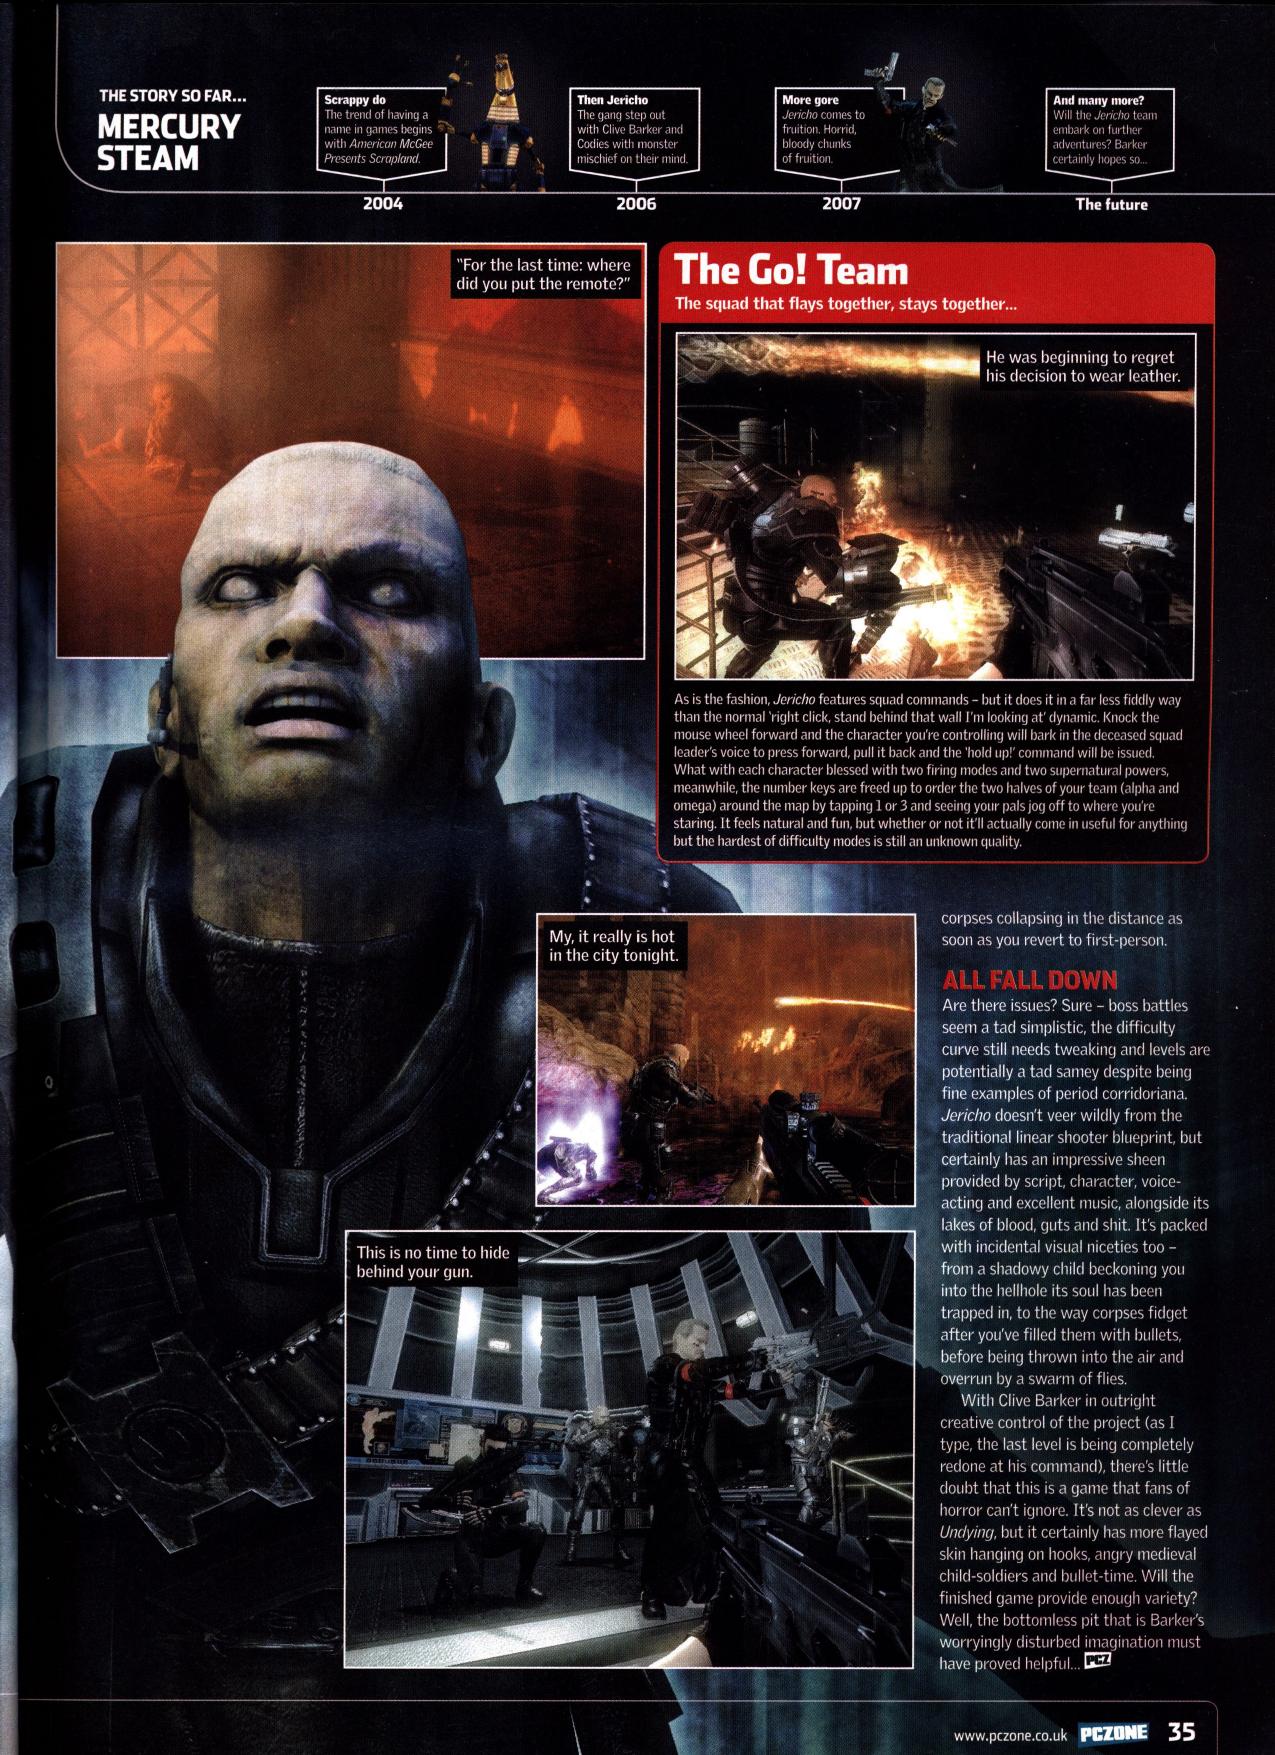 THE STORY SO FAR...
MERCURY
STEAM
Scrappy do
The trend of having a
name in games begins
with American McGee
Presents Scrapland.
2004
Then Jericho
The gang step out
with Clive Barker and
Codies with monster
mischief on their mind.
2006
More gore
Jericho comes to
fruition. Horrid,
bloody chunks
of fruition.
2007
And many more?
Will the Jericho team
embark on further
adventures? Barker
certainly hopes so...
The future
"For the last time: where
did you put the remote?"
The Go! Team
The squad that flays together, stays together...
He was beginning to regret
his decision to wear leather.
As is the fashion, Jericho features squad commands – but it does it in a far less fiddly way
than the normal 'right click, stand behind that wall I'm looking at' dynamic. Knock the
mouse wheel forward and the character you're controlling will bark in the deceased squad
leader's voice to press forward, pull it back and the 'hold up!' command will be issued.
What with each character blessed with two firing modes and two supernatural powers,
meanwhile, the number keys are freed up to order the two halves of your team (alpha and
omega) around the map by tapping 1 or 3 and seeing your pals jog off to where you're
staring. It feels natural and fun, but whether or not it'll actually come in useful for anything
but the hardest of difficulty modes is still an unknown quality.
My, it really is hot
in the city tonight.
This is no time to hide
behind your gun.
corpses collapsing in the distance as
soon as you revert to first-person.
ALL FALL DOWN
Are there issues? Sure – boss battles
seem a tad simplistic, the difficulty
curve still needs tweaking and levels are
potentially a tad samey despite being
fine examples of period corridoriana.
Jericho doesn't veer wildly from the
traditional linear shooter blueprint, but
certainly has an impressive sheen
provided by script, character, voice-
acting and excellent music, alongside its
lakes of blood, guts and shit. It's packed
with incidental visual niceties too –
from a shadowy child beckoning you
into the hellhole its soul has been
trapped in, to the way corpses fidget
after you've filled them with bullets,
before being thrown into the air and
overrun by a swarm of flies.
With Clive Barker in outright
creative control of the project (as I
type, the last level is being completely
redone at his command), there's little
doubt that this is a game that fans of
horror can't ignore. It's not as clever as
Undying, but it certainly has more flayed
skin hanging on hooks, angry medieval
child-soldiers and bullet-time. Will the
finished game provide enough variety?
Well, the bottomless pit that is Barker's
worryingly disturbed imagination must
have proved helpful... PCZ
www.pczone.co.uk PCZONE 35